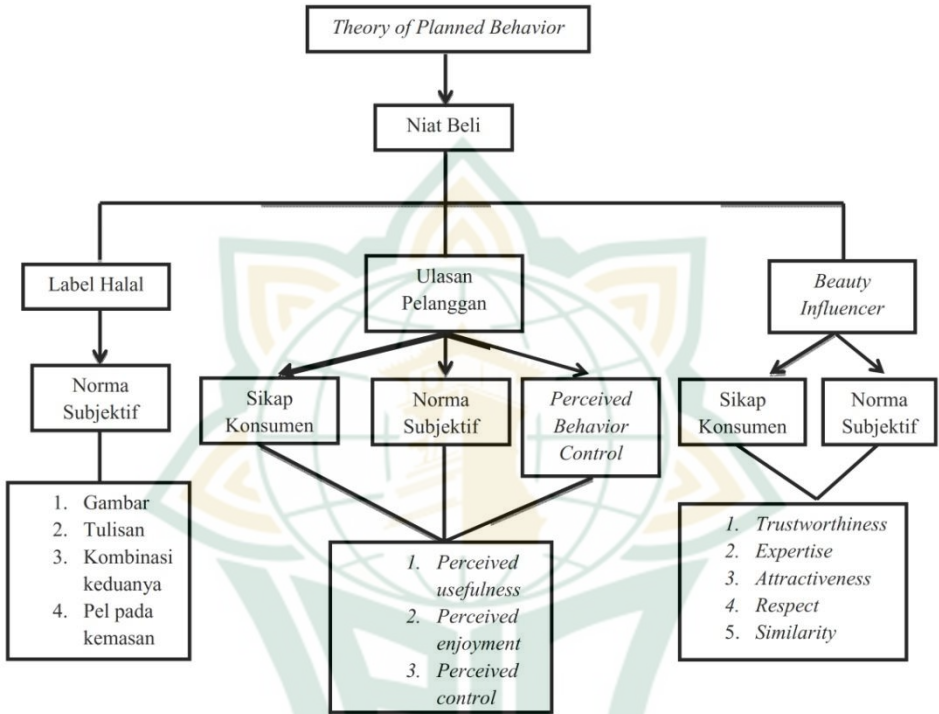 Theory of Planned Behavior
Niat Beli
Label Halal
Ulasan
Pelanggan
Beauty
Influencer
Norma
Subjektif
Sikap
Konsumen
Norma
Subjektif
Perceived
Behavior
Control
Sikap
Konsumen
Norma
Subjektif
1. Gambar
2. Tulisan
3. Kombinasi
keduanya
4. Pel pada
kemasan
1. Perceived
usefulness
2. Perceived
enjoyment
3. Perceived
control
1. Trustworthiness
2. Expertise
3. Attractiveness
4. Respect
5. Similarity